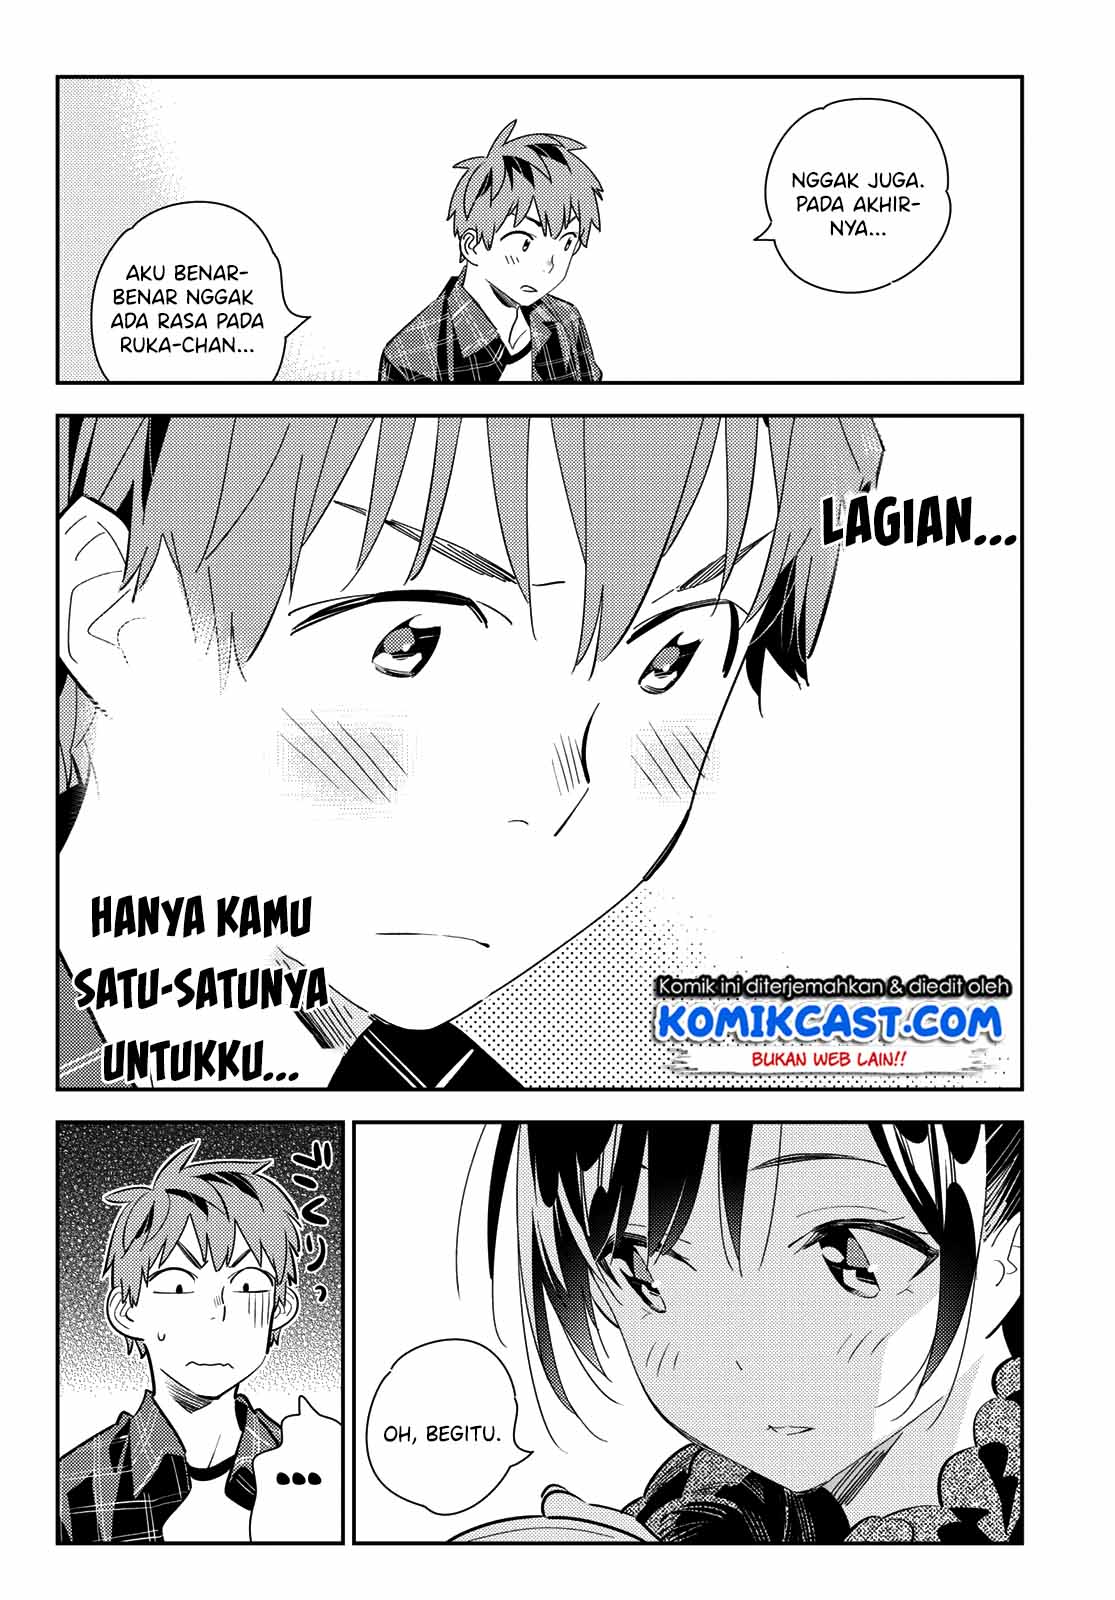 NGGAK JUGA.
PADA AKHIR-
NYA...
AKU BENAR-
BENAR NGGAK
ADA RASA PADA
RUKA-CHAN...
LAGIAN...
HANYA KAMU
SATU-SATUNYA
UNTUKKU...
Komik ini diterjemahkan & diedit oleh
KOMIKCAST.COM
BUKAN WEB LAIN!!
OH, BEGITU.
...